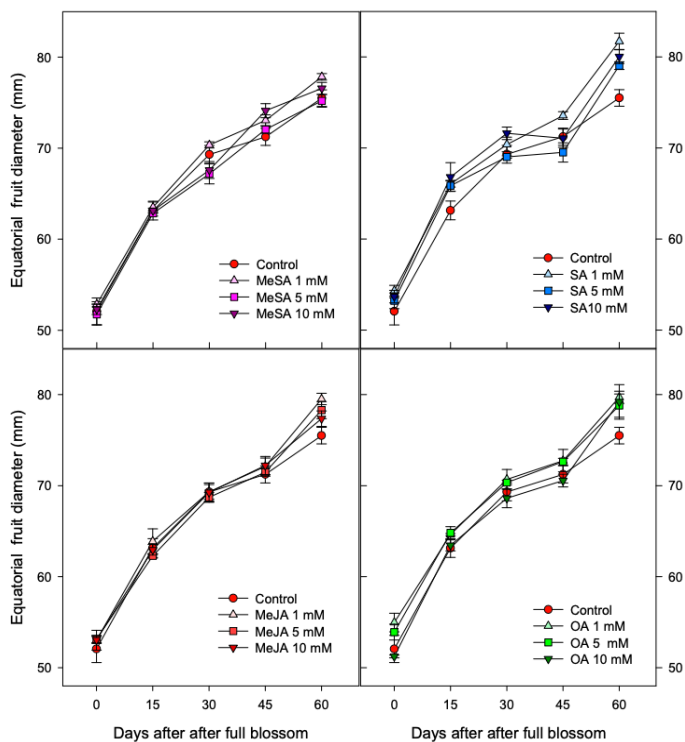 80
70
60
50
Equatorial fruit diameter (mm)
Control
MeSA 1 mM
MeSA 5 mM
MeSA 10 mM
80
70
60
50
Control
SA 1 mM
SA 5 mM
SA10 mM
80
70
60
50
Equatorial fruit diameter (mm)
Control
MeJA 1 mM
MeJA 5 mM
MeJA 10 mM
0 15 30 45 60
Days after after full blossom
80
70
60
50
Control
OA 1 mM
OA 5 mM
OA 10 mM
0 15 30 45 60
Days after after full blossom